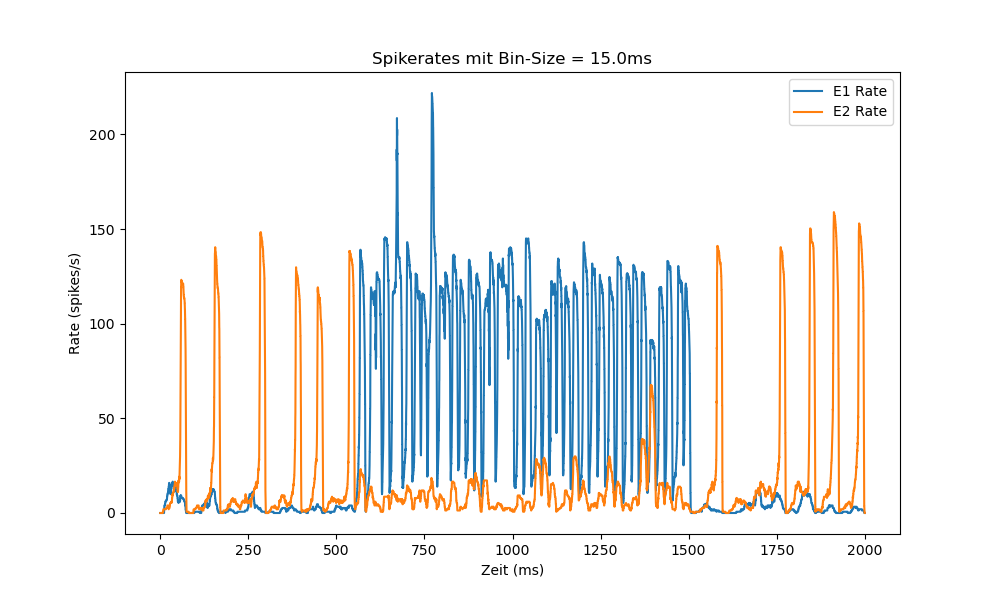 Spikerates mit Bin-Size = 15.0ms
E1 Rate
E2 Rate
200
150
100
50
0
Rate (spikes/s)
0 250 500 750 1000 1250 1500 1750 2000
Zeit (ms)